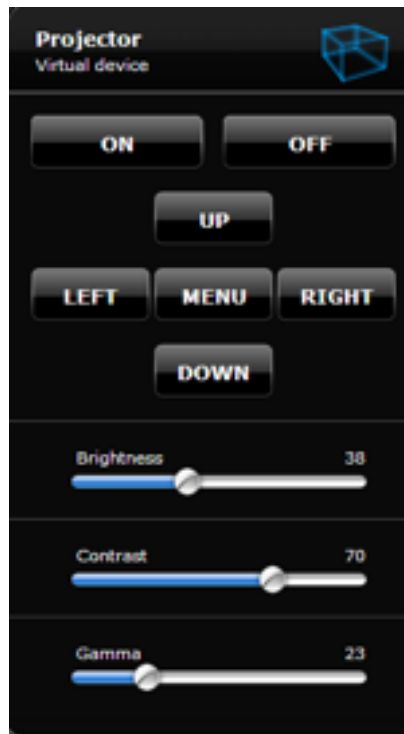 Projector
Virtual device
ON OFF
UP
LEFT MENU RIGHT
DOWN
Brightness 38
Contrast 70
Gamma 23